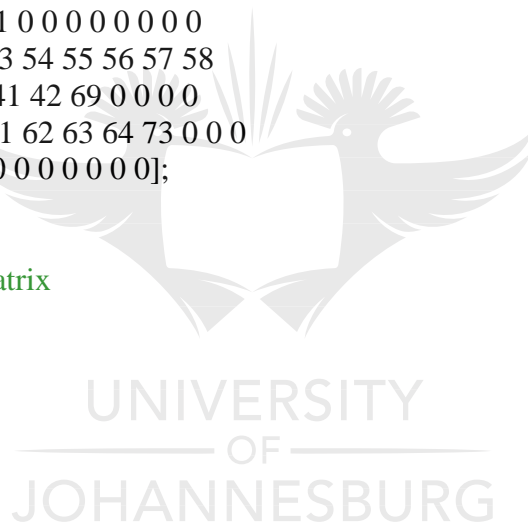 1 0 0 0 0 0 0 0 0
3 54 55 56 57 58
41 42 69 0 0 0 0
1 62 63 64 73 0 0 0
0 0 0 0 0 0 0];
atrix
UNIVERSITY
OF
JOHANNESBURG